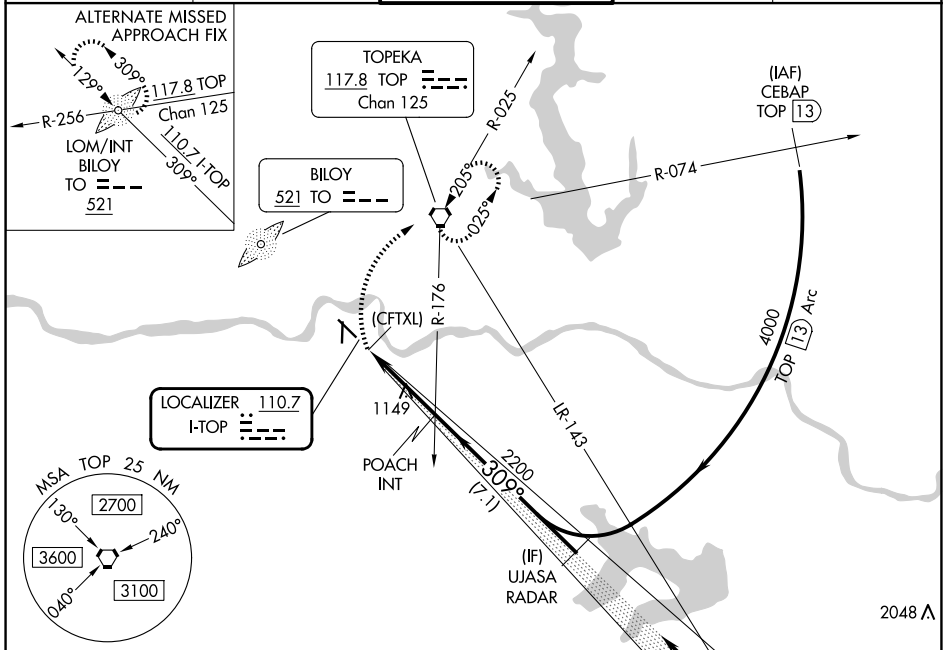 ALTERNATE MISSED
APPROACH FIX
129°
309°
117.8 TOP
Chan 125
R-256
110.7 I-TOP
309°
LOM/INT
BILOY
TO
521
TOPEKA
117.8 TOP
Chan 125
BILOY
521 TO
R-025
205°
025°
(IAF)
CEBAP
TOP 13
R-074
R-176
(CFTXL)
4000
TOP 13 Arc
LOCALIZER 110.7
I-TOP
1149
LR-143
POACH
INT
2200
309°
(7.1)
(IF)
UJASA
RADAR
MSA TOP 25 NM
130°
2700
240°
3600
3100
040°
2048